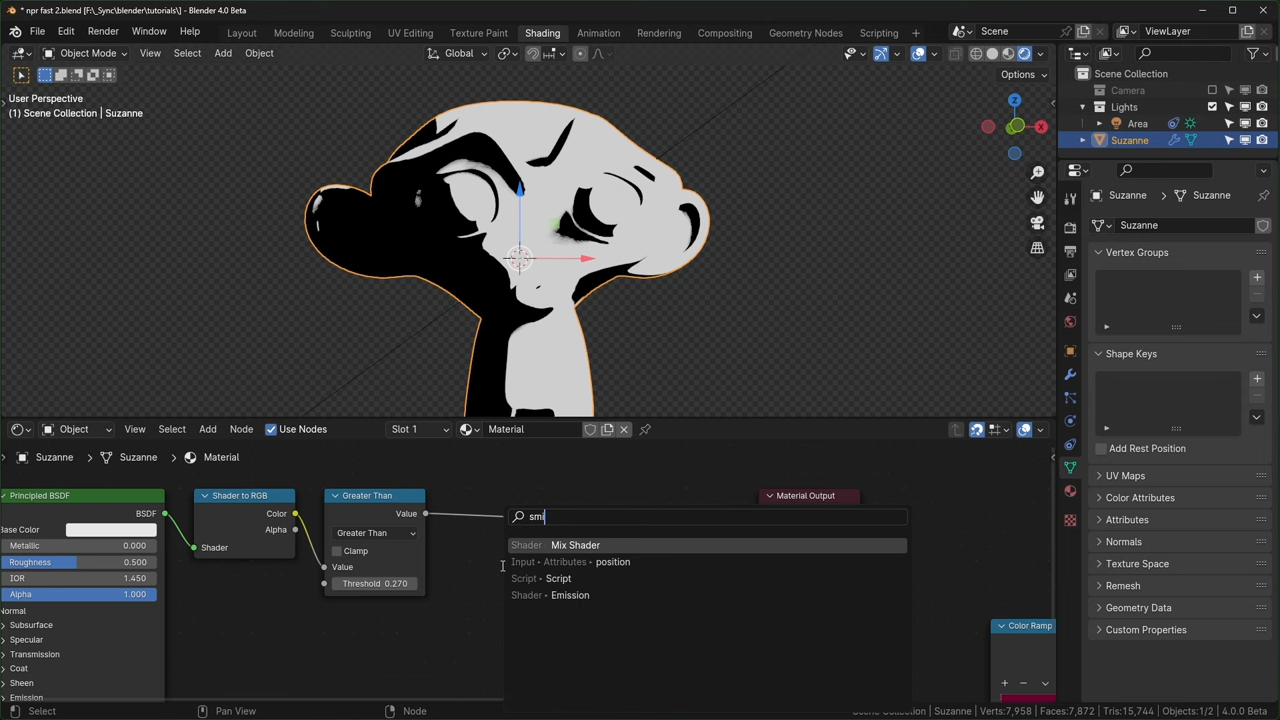 * npr fast 2.blend [F:\_Sync\blender\tutorials\] - Blender 4.0 Beta
File Edit Render Window Help Layout Modeling Sculpting UV Editing Texture Paint Shading Animation Rendering Compositing Geometry Nodes Scripting Scene ViewLayer
Object Mode View Select Add Object Global
Options
User Perspective
(1) Scene Collection | Suzanne
Z
X
Scene Collection
Camera
Lights
Area
Suzanne
Suzanne Suzanne
Suzanne
Vertex Groups
Shape Keys
Add Rest Position
UV Maps
Color Attributes
Attributes
Normals
Texture Space
Remesh
Geometry Data
Custom Properties
Object View Select Add Node Use Nodes Slot 1 Material
Suzanne Suzanne Material
Principled BSDF
BSDF
Base Color
Metallic 0.000
Roughness 0.500
IOR 1.450
Alpha 1.000
Normal
Subsurface
Specular
Transmission
Coat
Sheen
Emission
Shader to RGB
Color
Alpha
Shader
Greater Than
Value
Greater Than
Clamp
Value
Threshold 0.270
smi
Shader Mix Shader
Input Attributes position
Script Script
Shader Emission
Material Output
Color Ramp
Select Pan View Node Scene Collection | Suzanne | Verts:7,958 | Faces:7,872 | Tris:15,744 | Objects:1/2 | 4.0.0 Beta